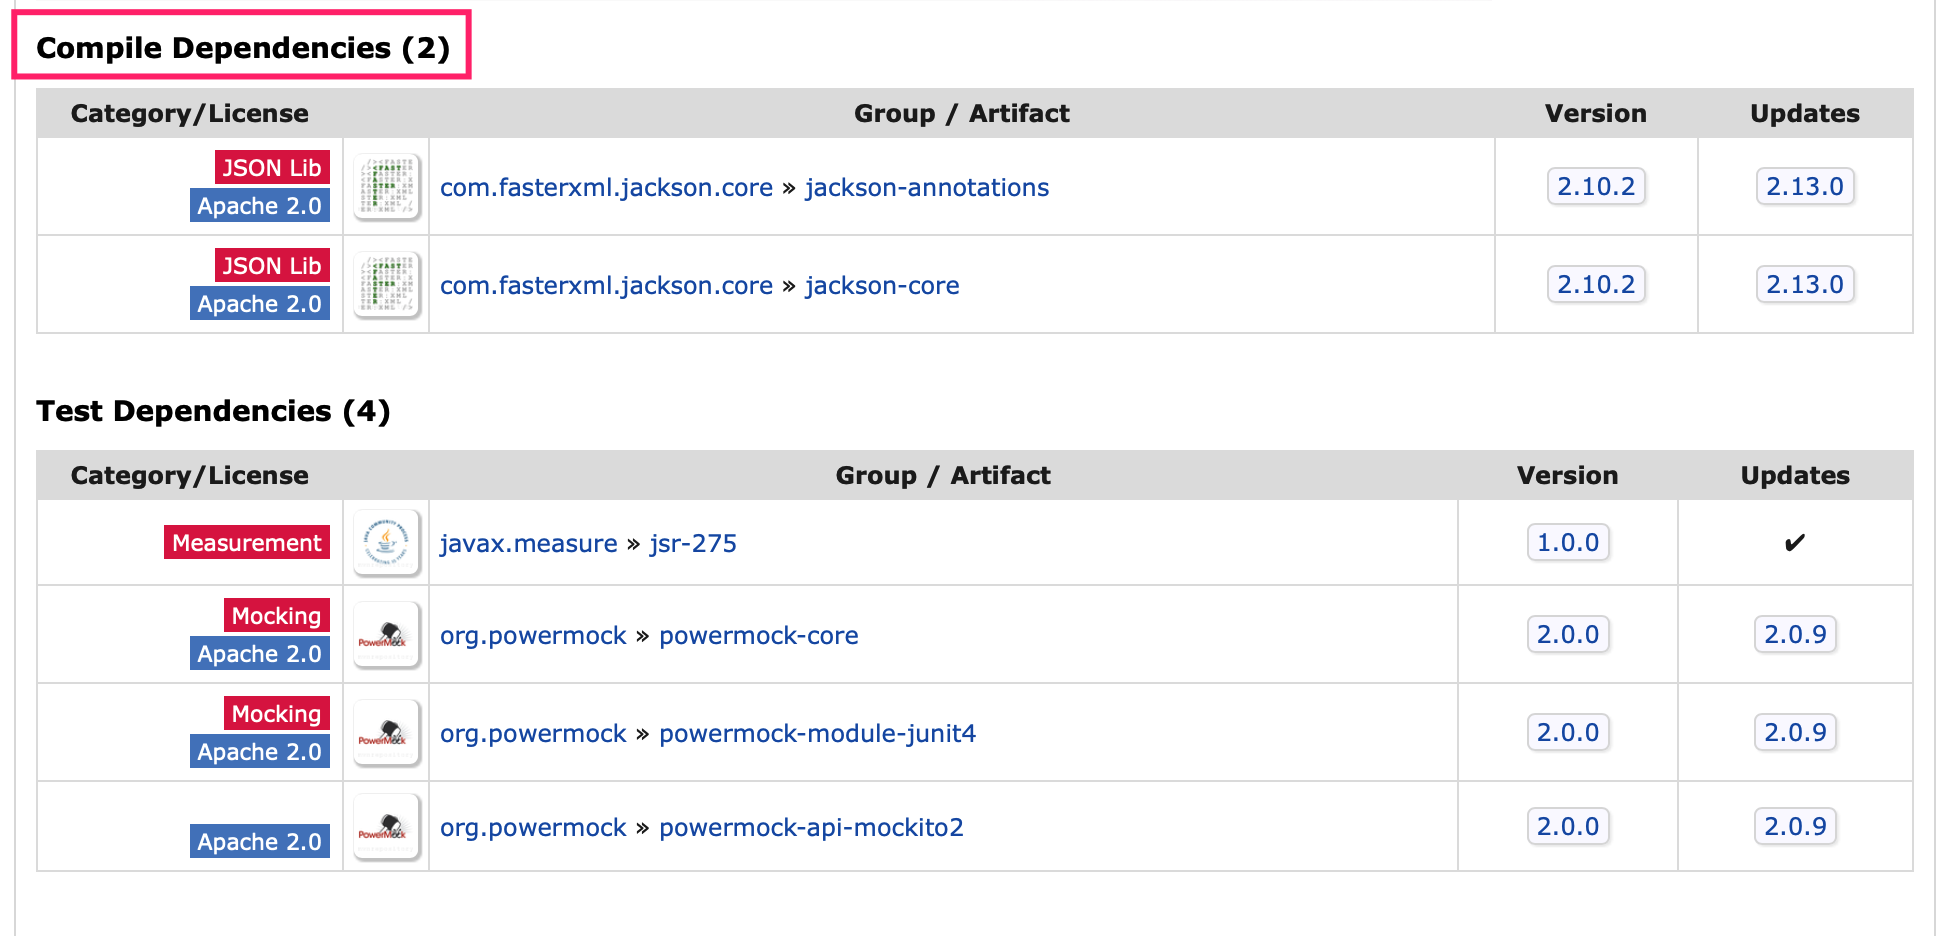 Compile Dependencies (2)
Category/License Group / Artifact Version Updates
JSON Lib
Apache 2.0
com.fasterxml.jackson.core » jackson-annotations 2.10.2 2.13.0
JSON Lib
Apache 2.0
com.fasterxml.jackson.core » jackson-core 2.10.2 2.13.0
Test Dependencies (4)
Category/License Group / Artifact Version Updates
Measurement javax.measure » jsr-275 1.0.0 ✔
Mocking
Apache 2.0
PowerMock
org.powermock » powermock-core 2.0.0 2.0.9
Mocking
Apache 2.0
PowerMock
org.powermock » powermock-module-junit4 2.0.0 2.0.9
Apache 2.0
PowerMock
org.powermock » powermock-api-mockito2 2.0.0 2.0.9